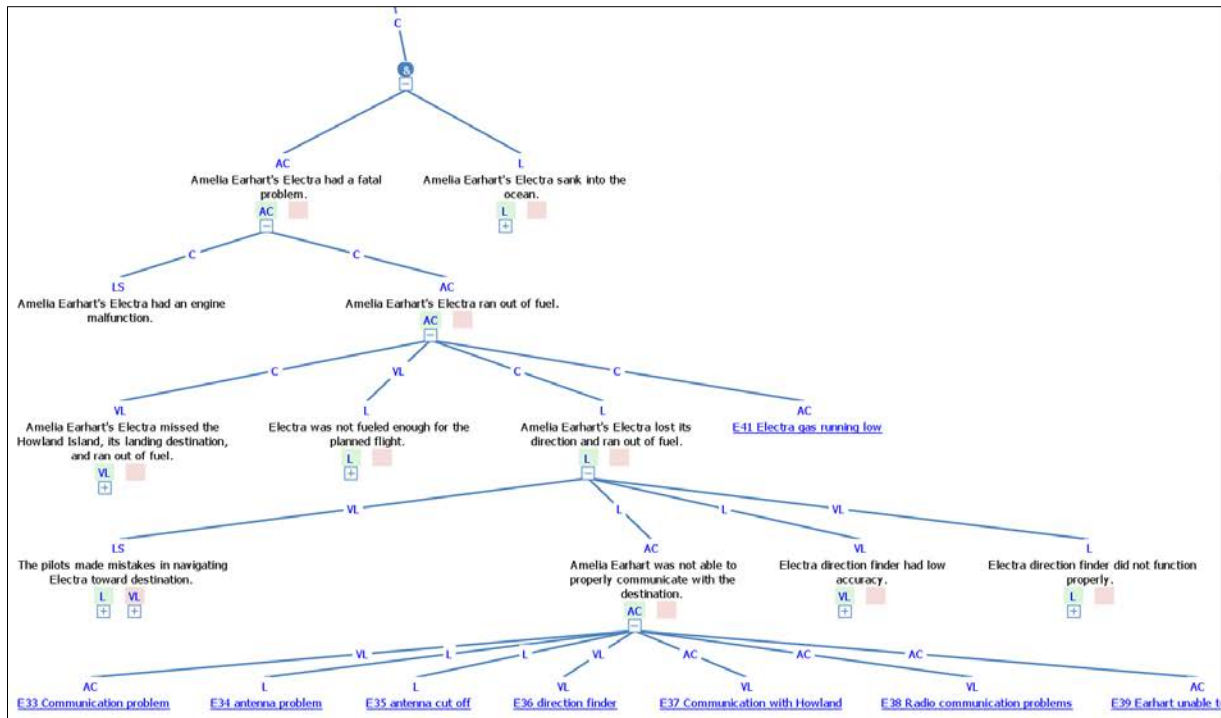 C
&
AC L
Amelia Earhart's Electra had a fatal Amelia Earhart's Electra sank into the
problem. ocean.
AC L
C C
LS AC
Amelia Earhart's Electra had an engine Amelia Earhart's Electra ran out of fuel.
malfunction.
AC
C VL C C
VL L L AC
Amelia Earhart's Electra missed the Electra was not fueled enough for the Amelia Earhart's Electra lost its E41 Electra gas running low
Howland Island, its landing destination, planned flight. direction and ran out of fuel.
and ran out of fuel.
VL L L
VL L L VL
LS AC VL L
The pilots made mistakes in navigating Amelia Earhart was not able to Electra direction finder had low Electra direction finder did not function
Electra toward destination. properly communicate with the accuracy. properly.
destination.
L VL AC VL L
VL L L VL AC AC AC
AC L L VL VL VL AC
E33 Communication problem E34 antenna problem E35 antenna cut off E36 direction finder E37 Communication with Howland E38 Radio communication problems E39 Earhart unable t